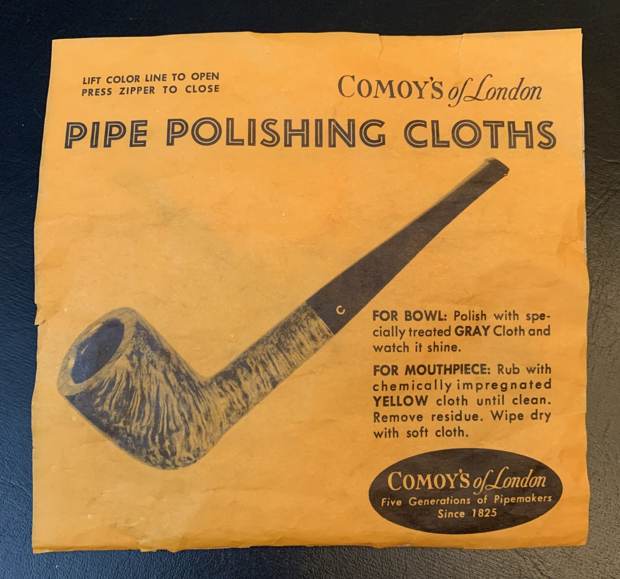 LIFT COLOR LINE TO OPEN
PRESS ZIPPER TO CLOSE
COMOY'S of London
PIPE POLISHING CLOTHS
C
FOR BOWL: Polish with spe-
cially treated GRAY Cloth and
watch it shine.
FOR MOUTHPIECE: Rub with
chemically impregnated
YELLOW cloth until clean.
Remove residue. Wipe dry
with soft cloth.
COMOY'S of London
Five Generations of Pipemakers
Since 1825